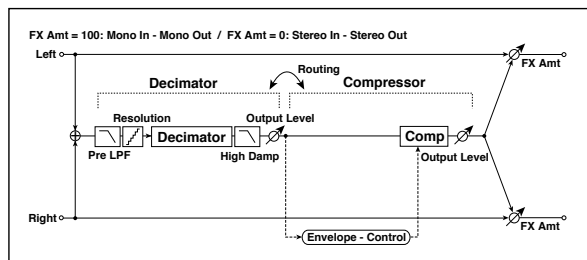 FX Amt = 100: Mono In - Mono Out / FX Amt = 0: Stereo In - Stereo Out
Left
FX Amt
Routing
Decimator
Compressor
Resolution
Output Level
Decimator
Comp
Pre LPF
High Damp
Output Level
Right
FX Amt
Envelope - Control